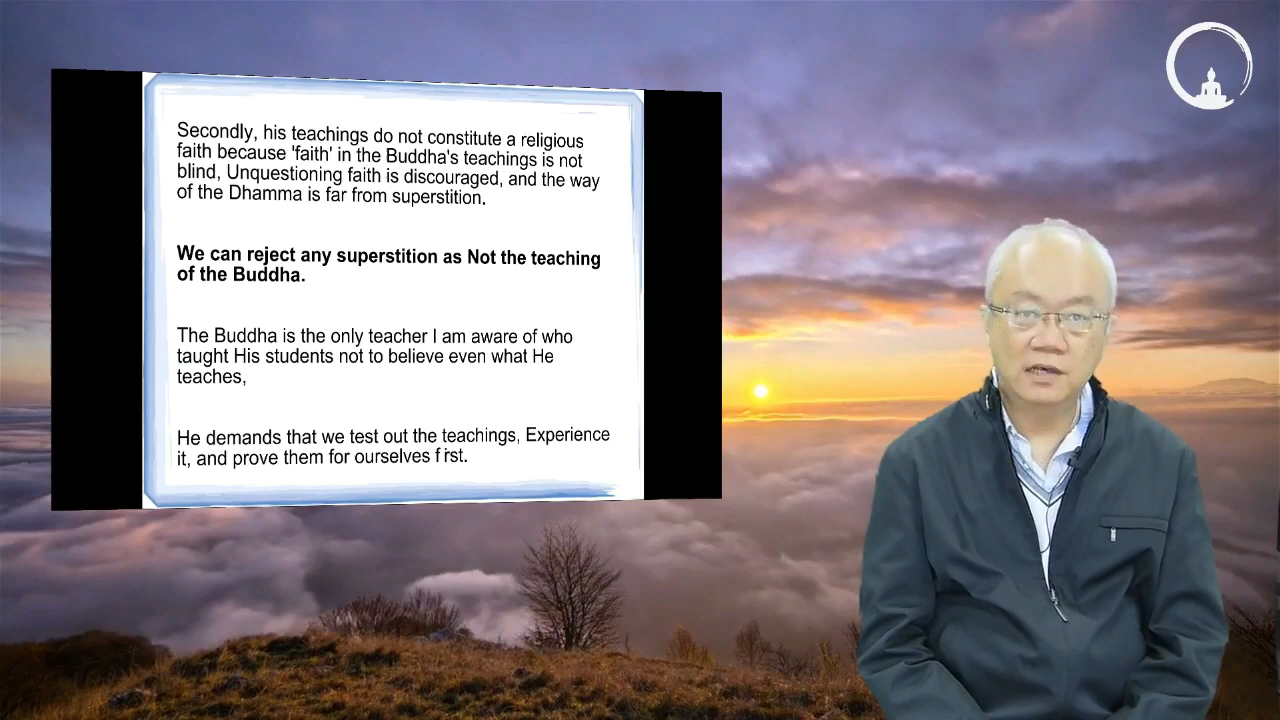 Secondly, his teachings do not constitute a religious
faith because 'faith' in the Buddha's teachings is not
blind, Unquestioning faith is discouraged, and the way
of the Dhamma is far from superstition.
We can reject any superstition as Not the teaching
of the Buddha.
The Buddha is the only teacher I am aware of who
taught His students not to believe even what He
teaches,
He demands that we test out the teachings, Experience
it, and prove them for ourselves f rst.